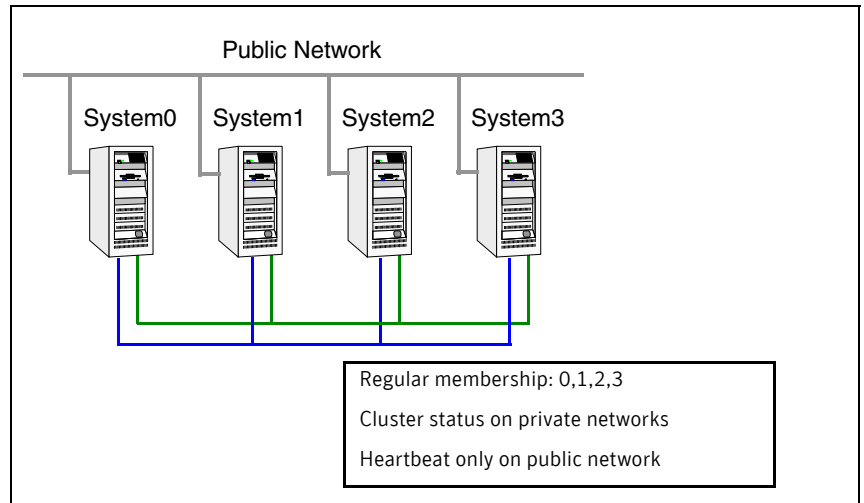 Public Network
System0 System1 System2 System3
Regular membership: 0,1,2,3
Cluster status on private networks
Heartbeat only on public network